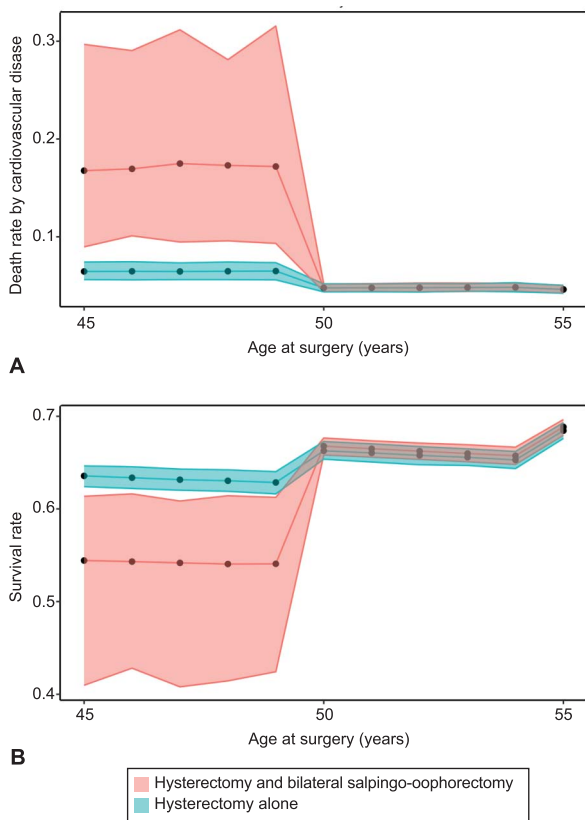 0.3
0.2
0.1
Death rate by cardiovascular disease
45
50
55
Age at surgery (years)
A
0.7
0.6
0.5
0.4
Survival rate
45
50
55
Age at surgery (years)
B
Hysterectomy and bilateral salpingo-oophorectomy
Hysterectomy alone